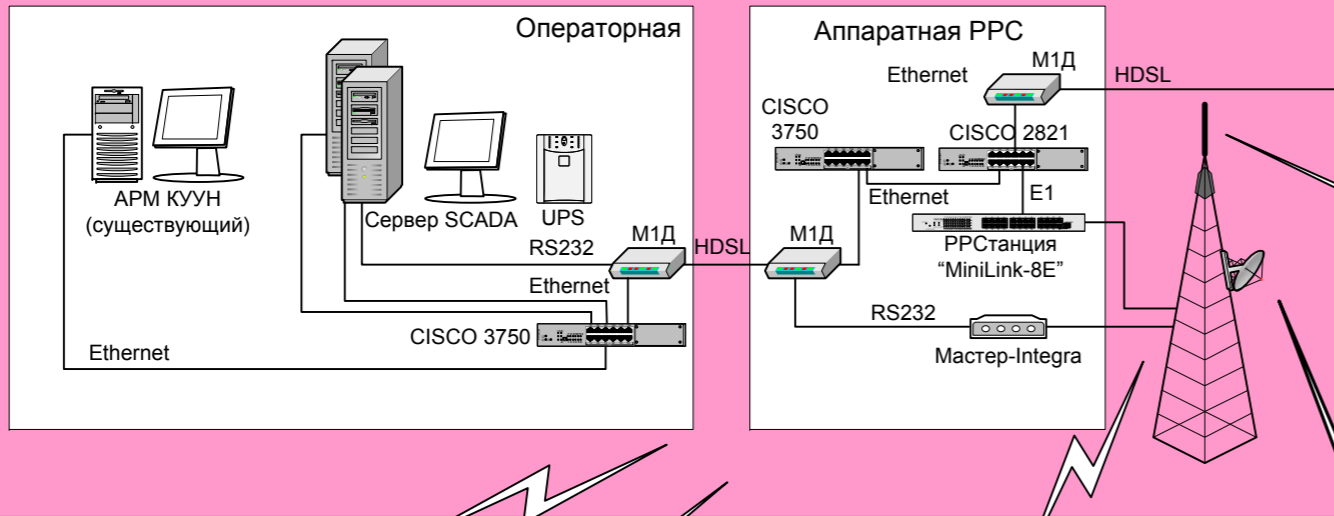 Операторная
АРМ КУУН
(существующий)
Сервер SCADA
UPS
RS232
М1Д
HDSL
Ethernet
CISCO 3750
Ethernet
Аппаратная РРС
М1Д
Ethernet
HDSL
CISCO
3750
CISCO 2821
Ethernet
E1
РРСтанция
“MiniLink-8E”
М1Д
RS232
Мастер-Integra